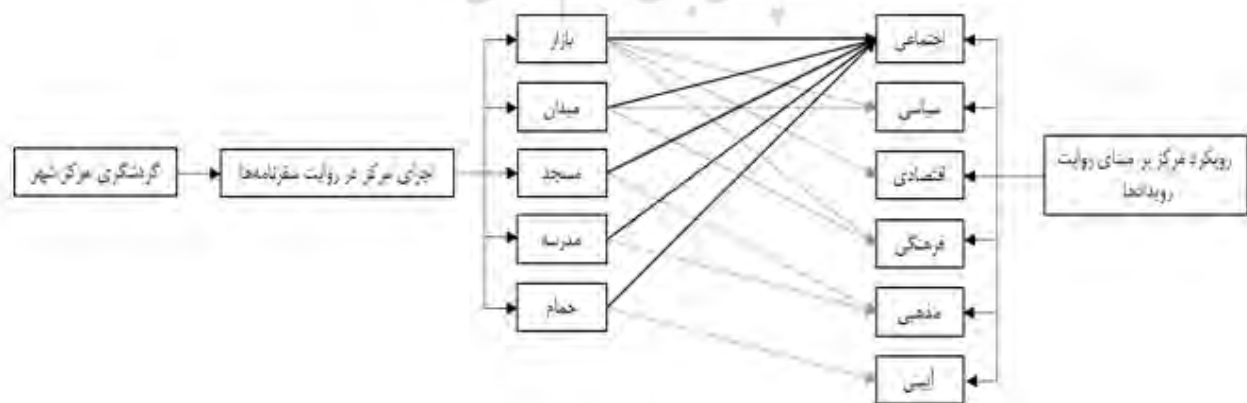 رویکرد مرکز بر مبنای روایت
رویدادها
اجتماعی
سیاسی
اقتصادی
فرهنگی
مذهبی
آیینی
بازار
میدان
مسجد
مدرسه
حمام
اجزای مرکز در روایت سفرنامه‌ها
گردشگری مرکز شهر